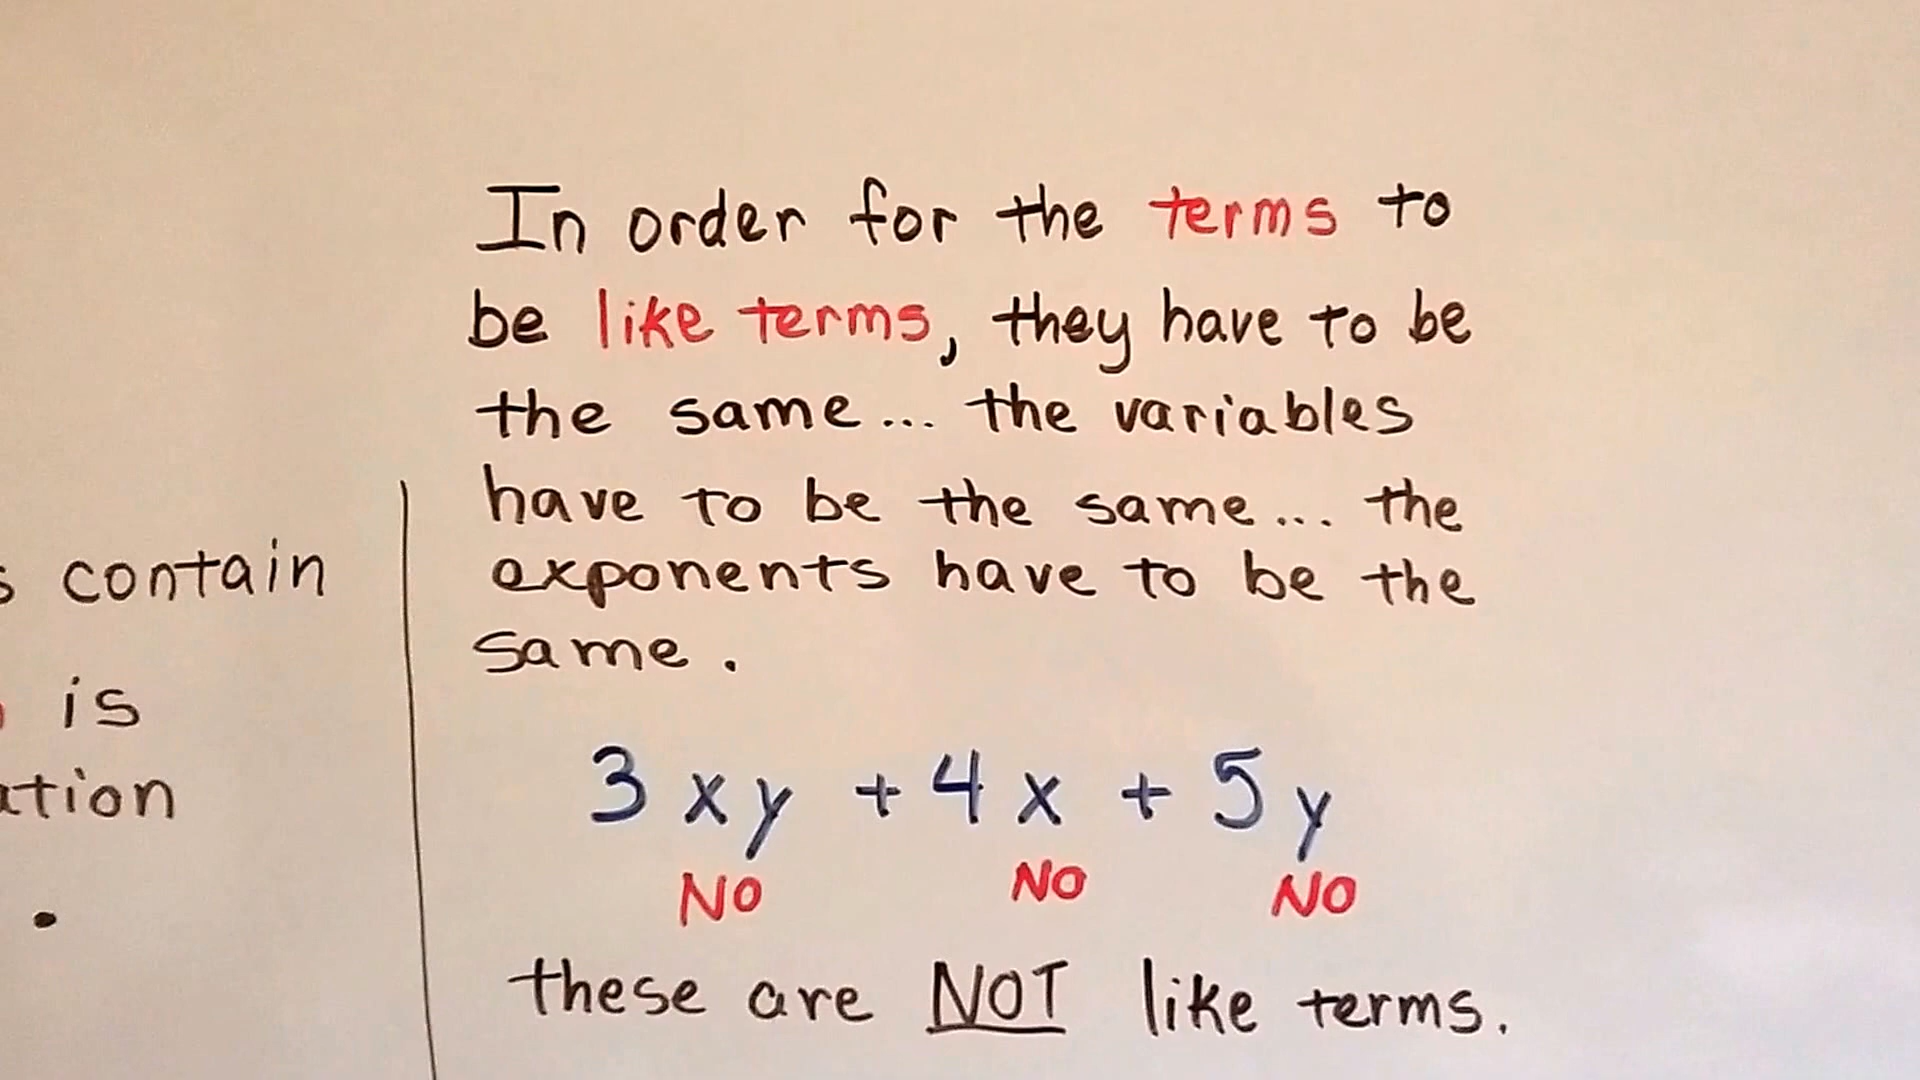 In order for the terms to
be like terms, they have to be
the same... the variables
have to be the same... the
exponents have to be the
same.
contain
is
3xy + 4x + 5y
NO NO NO
these are NOT like terms.